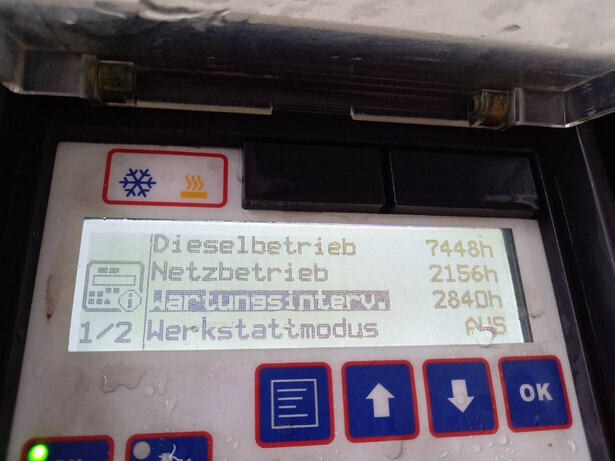 Dieselbetrieb 7448h
Netzbetrieb 2156h
Wartungsinterv. 2840h
1/2 Werkstattmodus AUS
OK